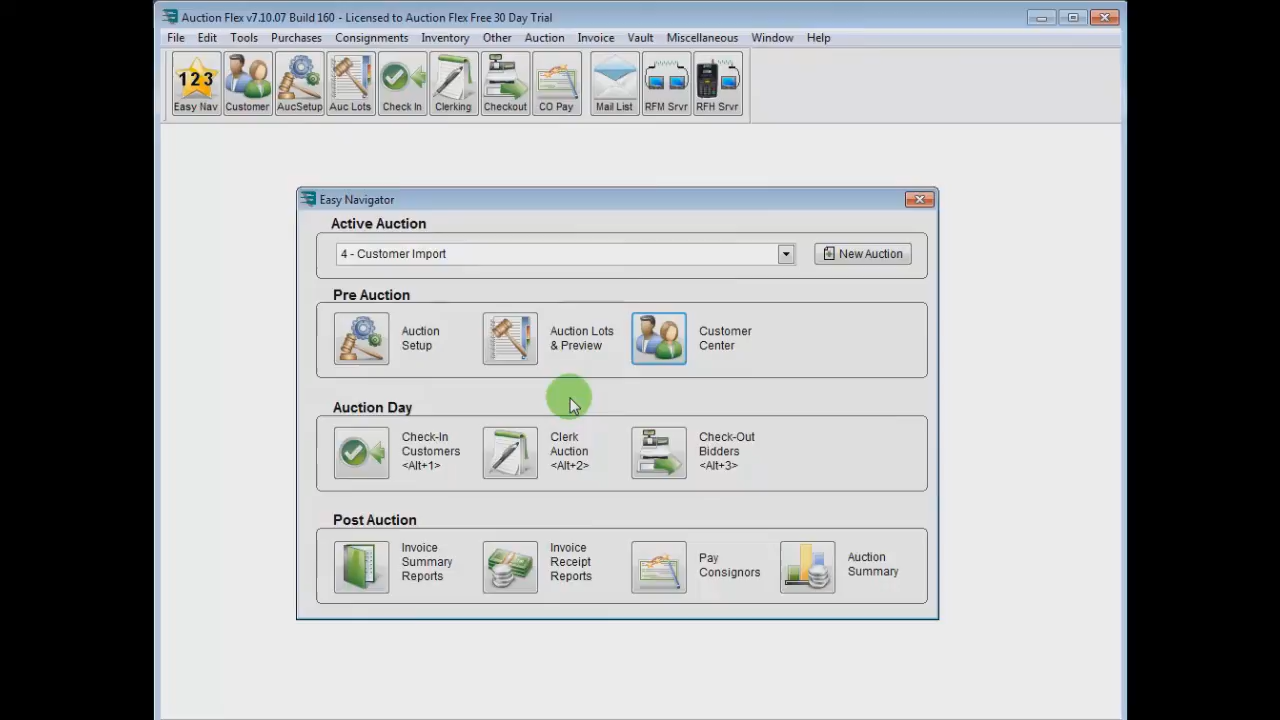 Auction Flex v7.10.07 Build 160 - Licensed to Auction Flex Free 30 Day Trial
File Edit Tools Purchases Consignments Inventory Other Auction Invoice Vault Miscellaneous Window Help
123
Easy Nav Customer AucSetup Auc Lots Check In Clerking Checkout CO Pay Mail List RFM Srvr RFH Srvr
Easy Navigator
Active Auction
4 - Customer Import
New Auction
Pre Auction
Auction
Setup
Auction Lots
& Preview
Customer
Center
Auction Day
Check-In
Customers
<Alt+1>
Clerk
Auction
<Alt+2>
Check-Out
Bidders
<Alt+3>
Post Auction
Invoice
Summary
Reports
Invoice
Receipt
Reports
Pay
Consignors
Auction
Summary